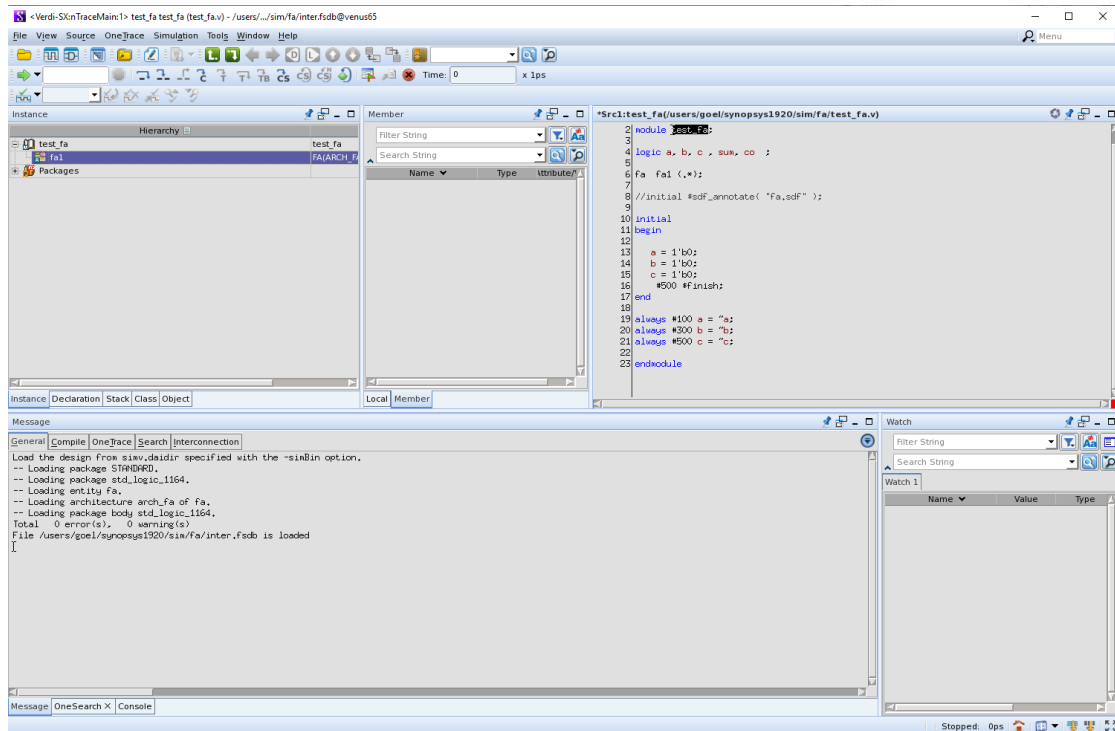 <Verdi-SX:nTraceMain:1> test_fa test_fa (test_fa.v) - /users/.../sim/fa/inter.fsdb@venus65
File View Source OneTrace Simulation Tools Window Help
Menu
Time: 0 x 1ps
Instance
Hierarchy
test_fa test_fa
fa1 FA(ARCH_FA
Packages
Instance Declaration Stack Class Object
Member
Filter String
Search String
Name Type Attribute/
Local Member
*Src1:test_fa(/users/goel/synopsys1920/sim/fa/test_fa.v)
2 module test_fa;
3
4 logic a, b, c , sum, co ;
5
6 fa fa1 (.*);
7
8 //initial $sdf_annotate( "fa.sdf" );
9
10 initial
11 begin
12
13 a = 1'b0;
14 b = 1'b0;
15 c = 1'b0;
16 #500 $finish;
17 end
18
19 always #100 a = ~a;
20 always #300 b = ~b;
21 always #500 c = ~c;
22
23 endmodule
Message
General Compile OneTrace Search Interconnection
Load the design from simv.daidir specified with the -simBin option.
-- Loading package STANDARD.
-- Loading package std_logic_1164.
-- Loading entity fa.
-- Loading architecture arch_fa of fa.
-- Loading package body std_logic_1164.
Total 0 error(s), 0 warning(s)
File /users/goel/synopsys1920/sim/fa/inter.fsdb is loaded
Message OneSearch X Console
Watch
Filter String
Search String
Watch 1
Name Value Type
Stopped: 0ps